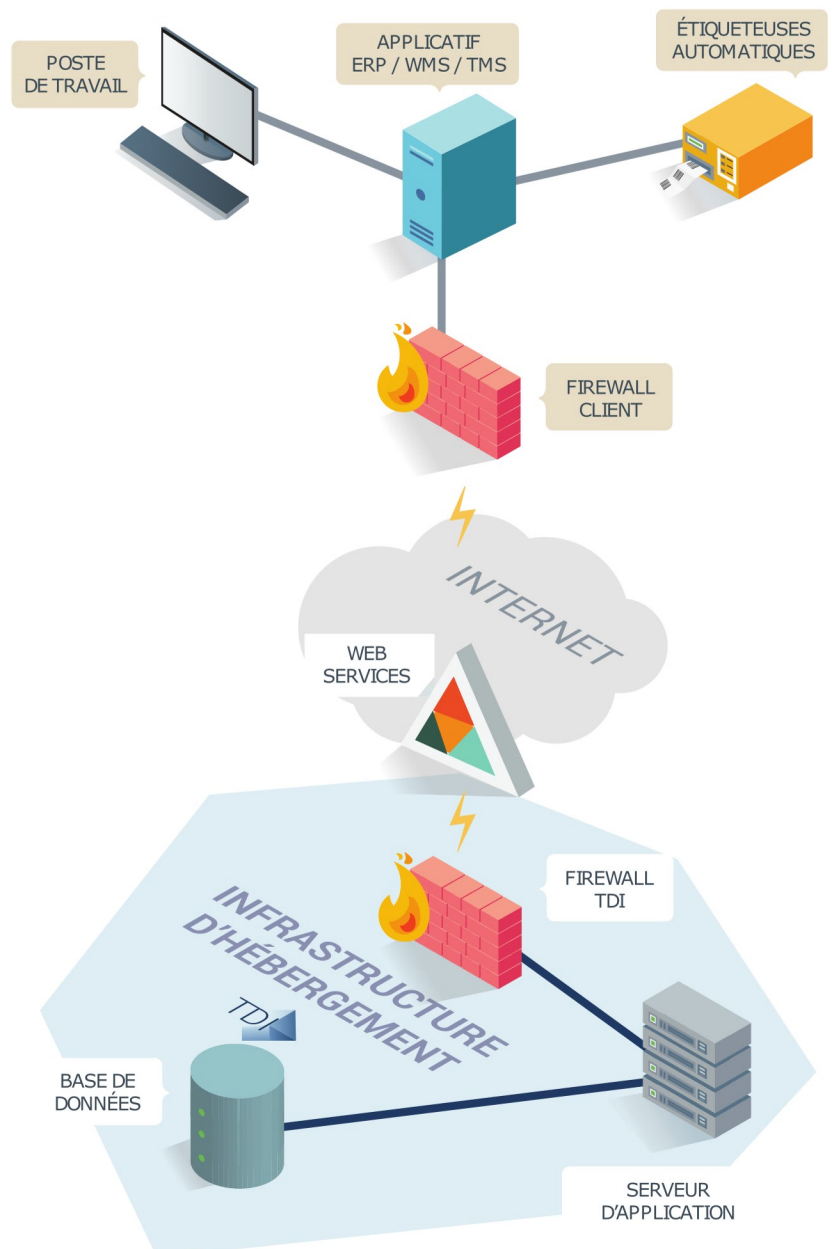 POSTE
DE TRAVAIL
APPLICATIF
ERP / WMS / TMS
ÉTIQUETEUSES
AUTOMATIQUES
FIREWALL
CLIENT
INTERNET
WEB
SERVICES
FIREWALL
TDI
INFRASTRUCTURE
D'HÉBERGEMENT
TDI
BASE DE
DONNÉES
SERVEUR
D'APPLICATION